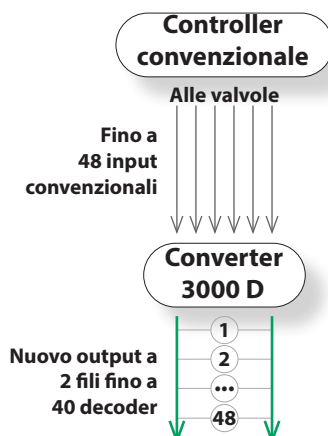 Controller
convenzionale
Alle valvole
Fino a
48 input
convenzionali
Converter
3000 D
Nuovo output a
2 fili fino a
40 decoder
1
2
•••
48